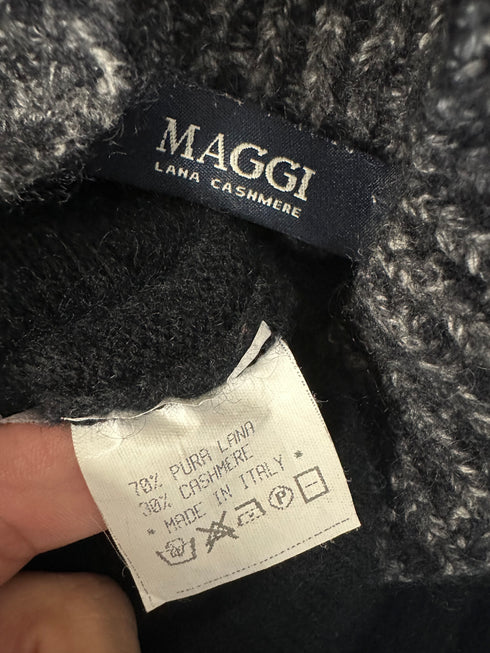 MAGGI
LANA CASHMERE
70% PURA LANA
30% CASHMERE
* MADE IN ITALY *
P